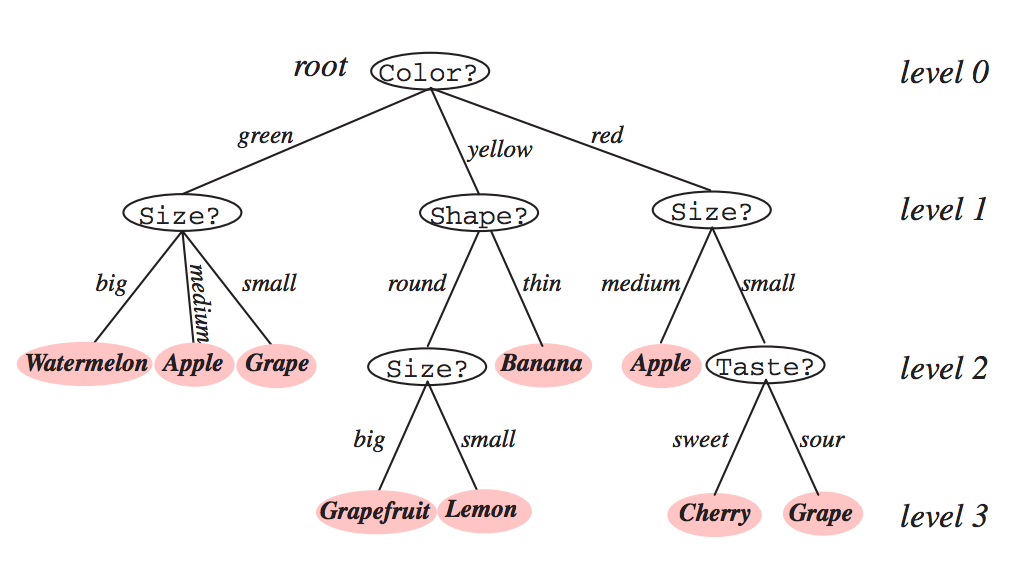 root Color? level 0
green yellow red
Size? Shape? Size? level 1
big medium small round thin medium small
Watermelon Apple Grape Size? Banana Apple Taste? level 2
big small sweet sour
Grapefruit Lemon Cherry Grape level 3